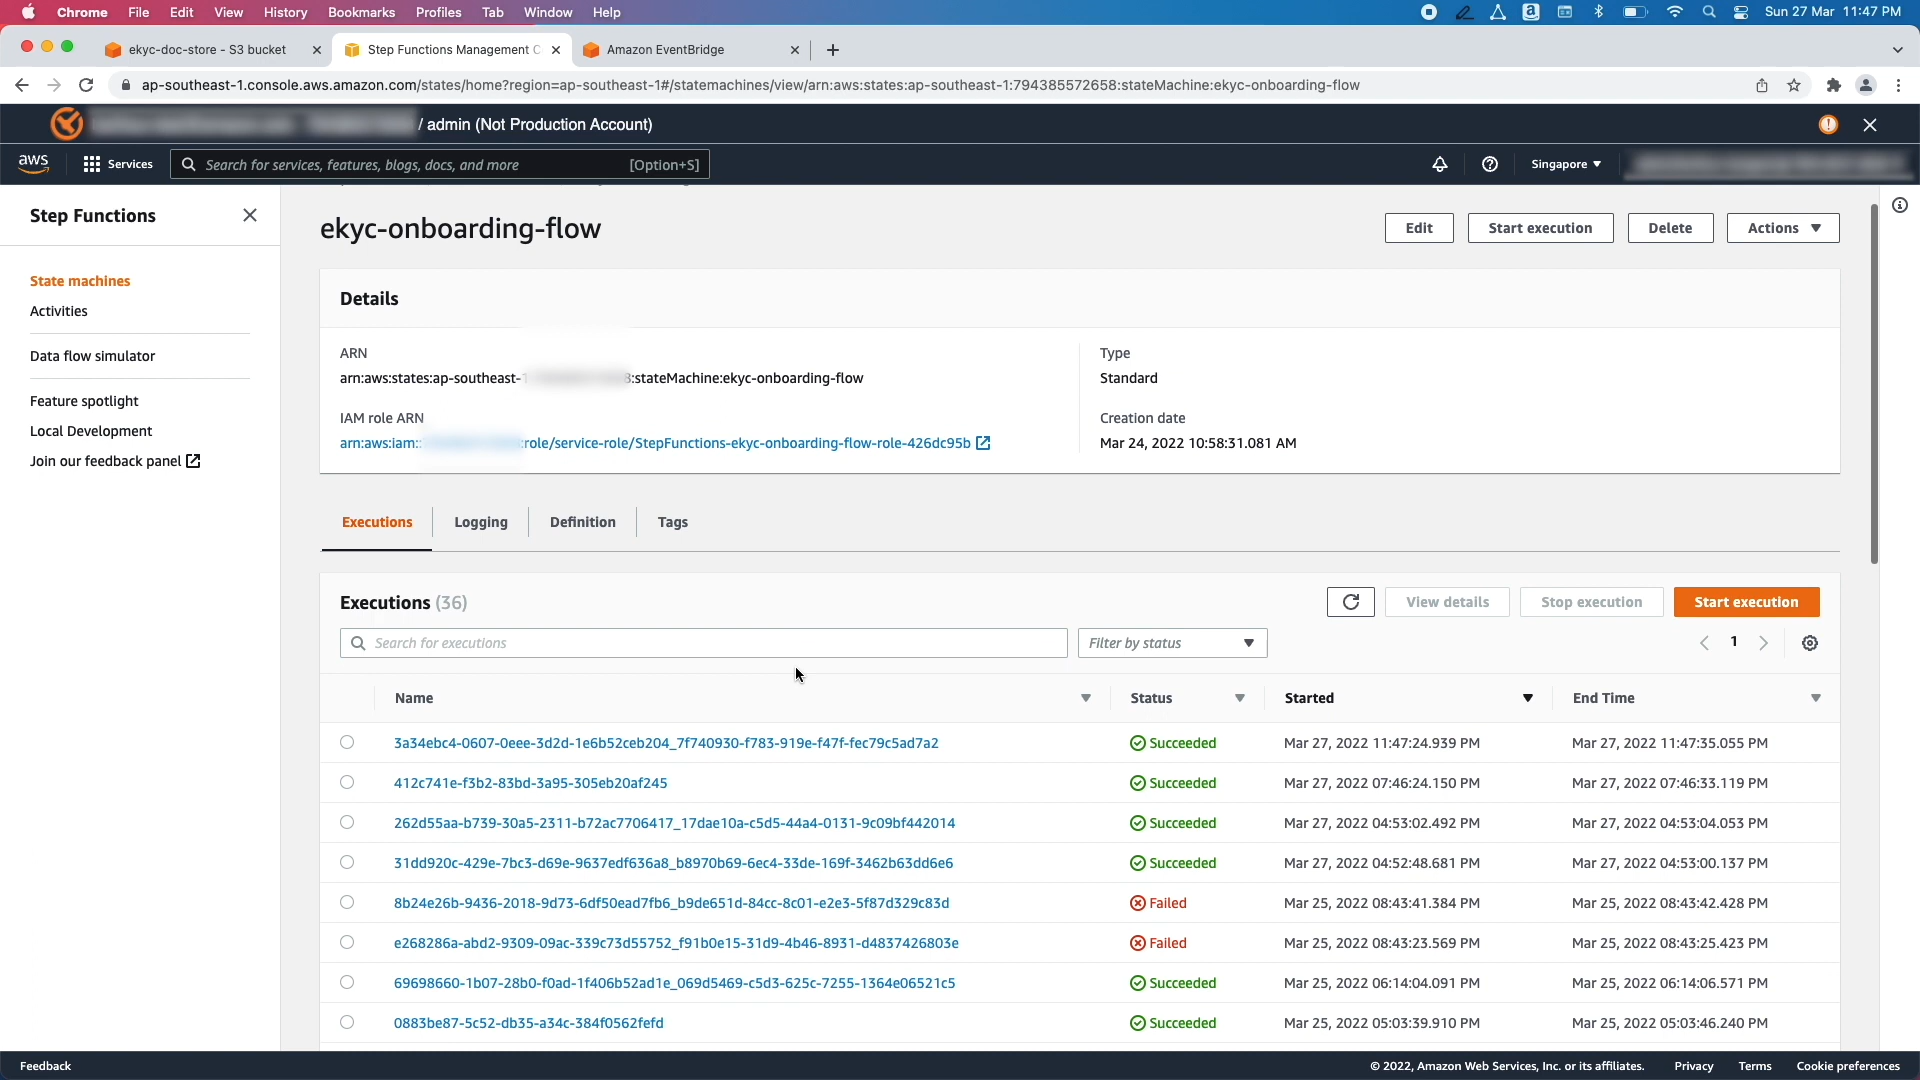 Chrome File Edit View History Bookmarks Profiles Tab Window Help Sun 27 Mar 11:47 PM
ekyc-doc-store - S3 bucket Step Functions Management C Amazon EventBridge
ap-southeast-1.console.aws.amazon.com/states/home?region=ap-southeast-1#/statemachines/view/arn:aws:states:ap-southeast-1:794385572658:stateMachine:ekyc-onboarding-flow
/ admin (Not Production Account)
aws Services Search for services, features, blogs, docs, and more [Option+S] Singapore
Step Functions
State machines
Activities
Data flow simulator
Feature spotlight
Local Development
Join our feedback panel
ekyc-onboarding-flow
Edit Start execution Delete Actions
Details
ARN
arn:aws:states:ap-southeast- 8:stateMachine:ekyc-onboarding-flow
IAM role ARN
arn:aws:iam:: :role/service-role/StepFunctions-ekyc-onboarding-flow-role-426dc95b
Type
Standard
Creation date
Mar 24, 2022 10:58:31.081 AM
Executions Logging Definition Tags
Executions (36)
View details Stop execution Start execution
Search for executions Filter by status 1
Name Status Started End Time
3a34ebc4-0607-0eee-3d2d-1e6b52ceb204_7f740930-f783-919e-f47f-fec79c5ad7a2 Succeeded Mar 27, 2022 11:47:24.939 PM Mar 27, 2022 11:47:35.055 PM
412c741e-f3b2-83bd-3a95-305eb20af245 Succeeded Mar 27, 2022 07:46:24.150 PM Mar 27, 2022 07:46:33.119 PM
262d55aa-b739-30a5-2311-b72ac7706417_17dae10a-c5d5-44a4-0131-9c09bf442014 Succeeded Mar 27, 2022 04:53:02.492 PM Mar 27, 2022 04:53:04.053 PM
31dd920c-429e-7bc3-d69e-9637edf636a8_b8970b69-6ec4-33de-169f-3462b63dd6e6 Succeeded Mar 27, 2022 04:52:48.681 PM Mar 27, 2022 04:53:00.137 PM
8b24e26b-9436-2018-9d73-6df50ead7fb6_b9de651d-84cc-8c01-e2e3-5f87d329c83d Failed Mar 25, 2022 08:43:41.384 PM Mar 25, 2022 08:43:42.428 PM
e268286a-abd2-9309-09ac-339c73d55752_f91b0e15-31d9-4b46-8931-d4837426803e Failed Mar 25, 2022 08:43:23.569 PM Mar 25, 2022 08:43:25.423 PM
69698660-1b07-28b0-f0ad-1f406b52ad1e_069d5469-c5d3-625c-7255-1364e06521c5 Succeeded Mar 25, 2022 06:14:04.091 PM Mar 25, 2022 06:14:06.571 PM
0883be87-5c52-db35-a34c-384f0562fefd Succeeded Mar 25, 2022 05:03:39.910 PM Mar 25, 2022 05:03:46.240 PM
Feedback © 2022, Amazon Web Services, Inc. or its affiliates. Privacy Terms Cookie preferences